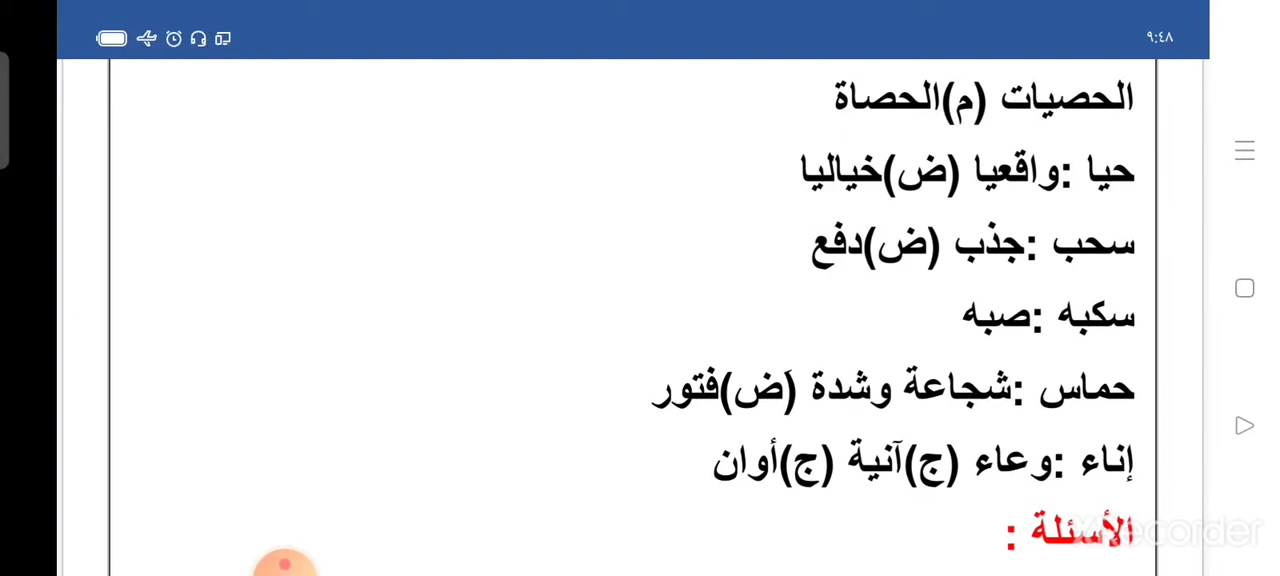 ٩:٤٨
الحصيات (م)الحصاة
حيا :واقعيا (ض)خياليا
سحب :جذب (ض)دفع
سكبه :صبه
حماس :شجاعة وشدة (ض)فتور
إناء :وعاء (ج)آنية (ج)أوان
الأسئلة :
XRecorder